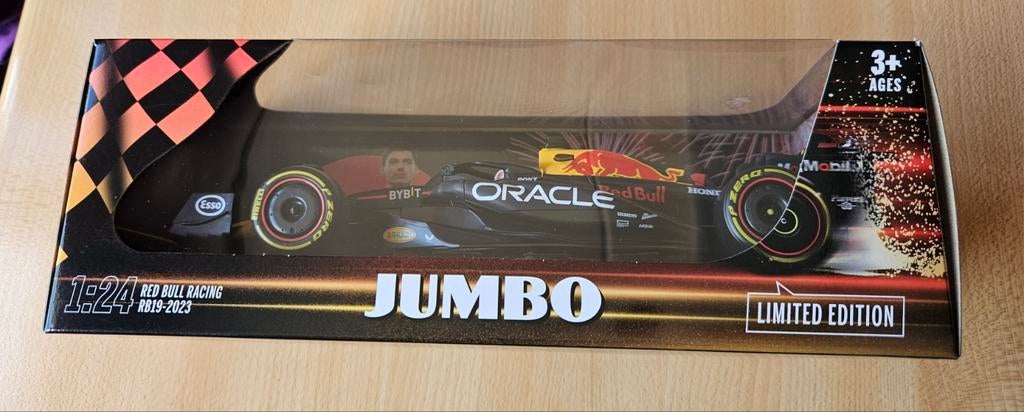 3+
AGES
Mobil
BYBIT
ORACLE
Red Bull
HONDA
Esso
PIRELLI
P ZERO
P ZERO
1:24
RED BULL RACING
RB19-2023
JUMBO
LIMITED EDITION